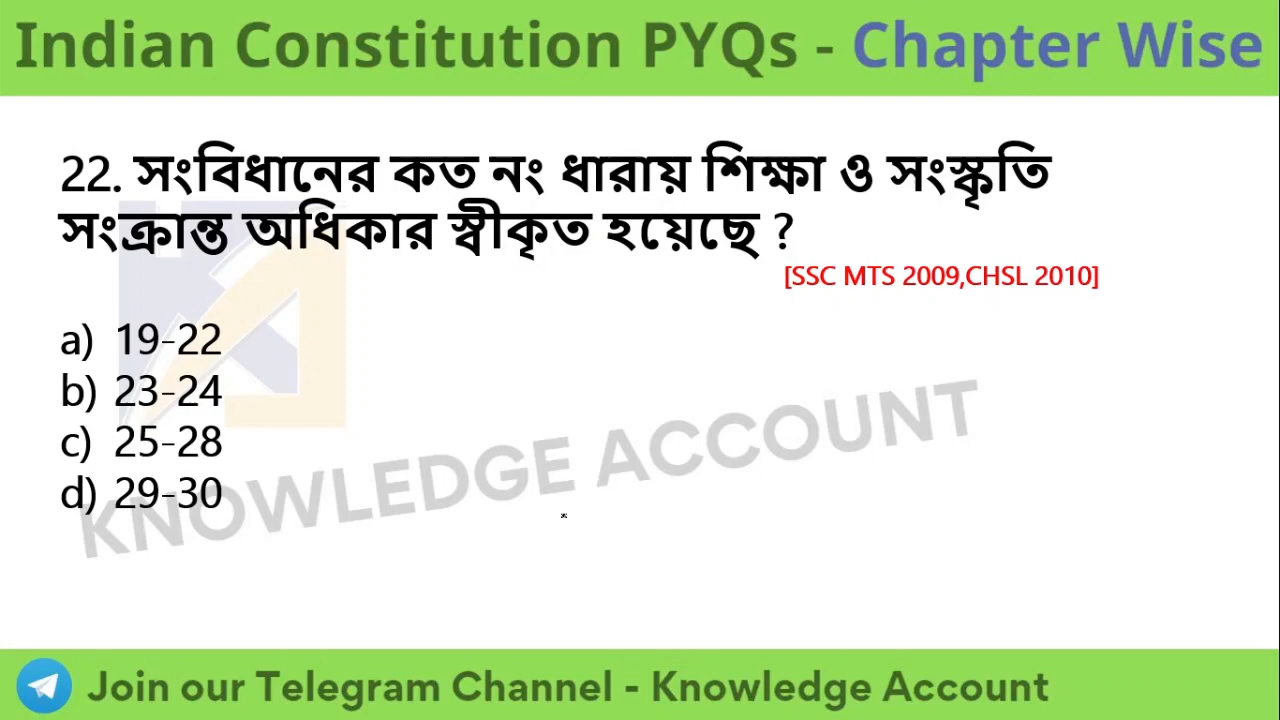 Indian Constitution PYQs - Chapter Wise
22. সংবিধানের কত নং ধারায় শিক্ষা ও সংস্কৃতি
সংক্রান্ত অধিকার স্বীকৃত হয়েছে ?
[SSC MTS 2009,CHSL 2010]
a) 19-22
b) 23-24
c) 25-28
d) 29-30
KNOWLEDGE ACCOUNT
Join our Telegram Channel - Knowledge Account